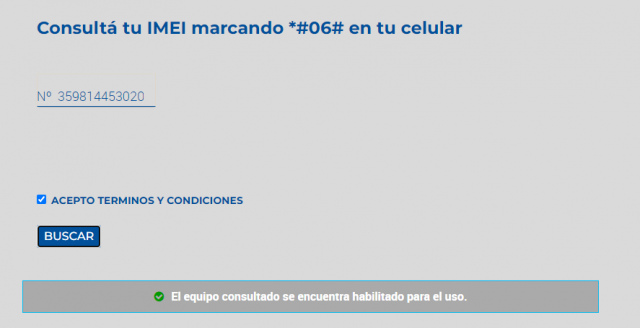 Consultá tu IMEI marcando *#06# en tu celular
Nº 359814453020
ACEPTO TERMINOS Y CONDICIONES
BUSCAR
El equipo consultado se encuentra habilitado para el uso.